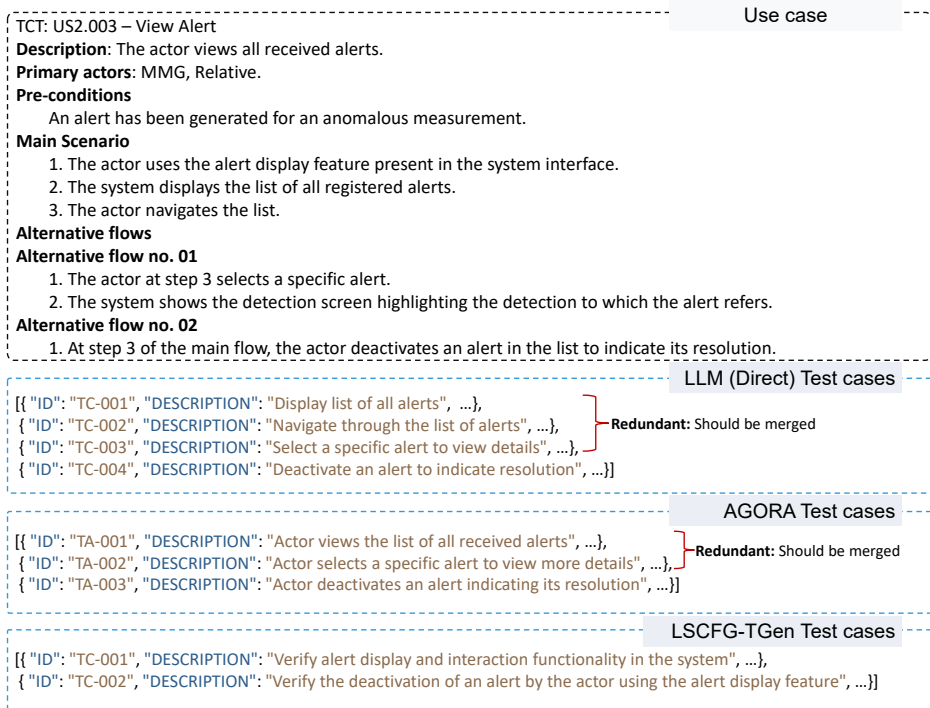 Use case
TCT: US2.003 – View Alert
Description: The actor views all received alerts.
Primary actors: MMG, Relative.
Pre-conditions
An alert has been generated for an anomalous measurement.
Main Scenario
1. The actor uses the alert display feature present in the system interface.
2. The system displays the list of all registered alerts.
3. The actor navigates the list.
Alternative flows
Alternative flow no. 01
1. The actor at step 3 selects a specific alert.
2. The system shows the detection screen highlighting the detection to which the alert refers.
Alternative flow no. 02
1. At step 3 of the main flow, the actor deactivates an alert in the list to indicate its resolution.
LLM (Direct) Test cases
[{ "ID": "TC-001", "DESCRIPTION": "Display list of all alerts", …},
{ "ID": "TC-002", "DESCRIPTION": "Navigate through the list of alerts", …},
{ "ID": "TC-003", "DESCRIPTION": "Select a specific alert to view details", …},
{ "ID": "TC-004", "DESCRIPTION": "Deactivate an alert to indicate resolution", …}]
Redundant: Should be merged
AGORA Test cases
[{ "ID": "TA-001", "DESCRIPTION": "Actor views the list of all received alerts", …},
{ "ID": "TA-002", "DESCRIPTION": "Actor selects a specific alert to view more details", …},
{ "ID": "TA-003", "DESCRIPTION": "Actor deactivates an alert indicating its resolution", …}]
Redundant: Should be merged
LSCFG-TGen Test cases
[{ "ID": "TC-001", "DESCRIPTION": "Verify alert display and interaction functionality in the system", …},
{ "ID": "TC-002", "DESCRIPTION": "Verify the deactivation of an alert by the actor using the alert display feature", …}]